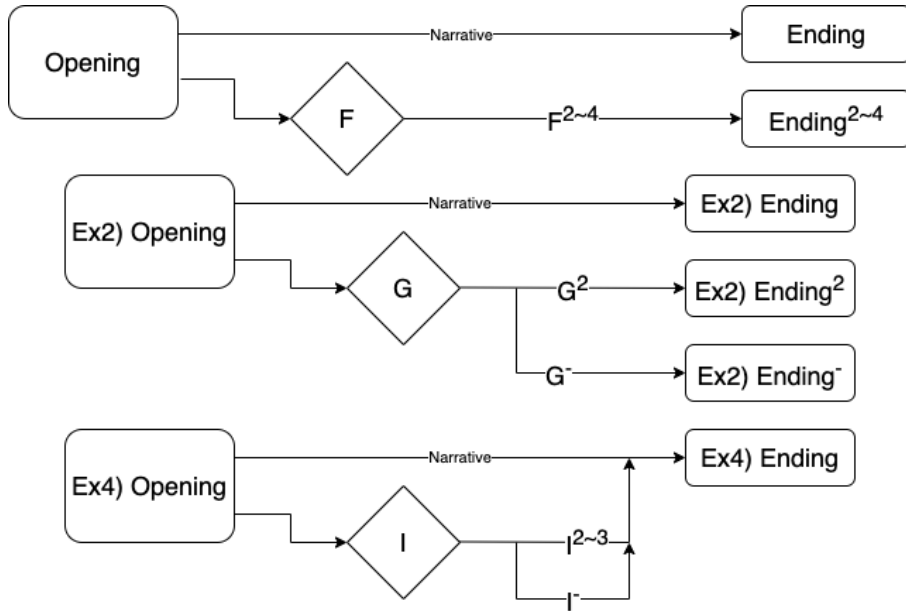 Opening
Narrative
Ending
F
F2~4
Ending2~4
Ex2) Opening
Narrative
Ex2) Ending
G
G2
Ex2) Ending2
G-
Ex2) Ending-
Ex4) Opening
Narrative
Ex4) Ending
I
I2~3
I-